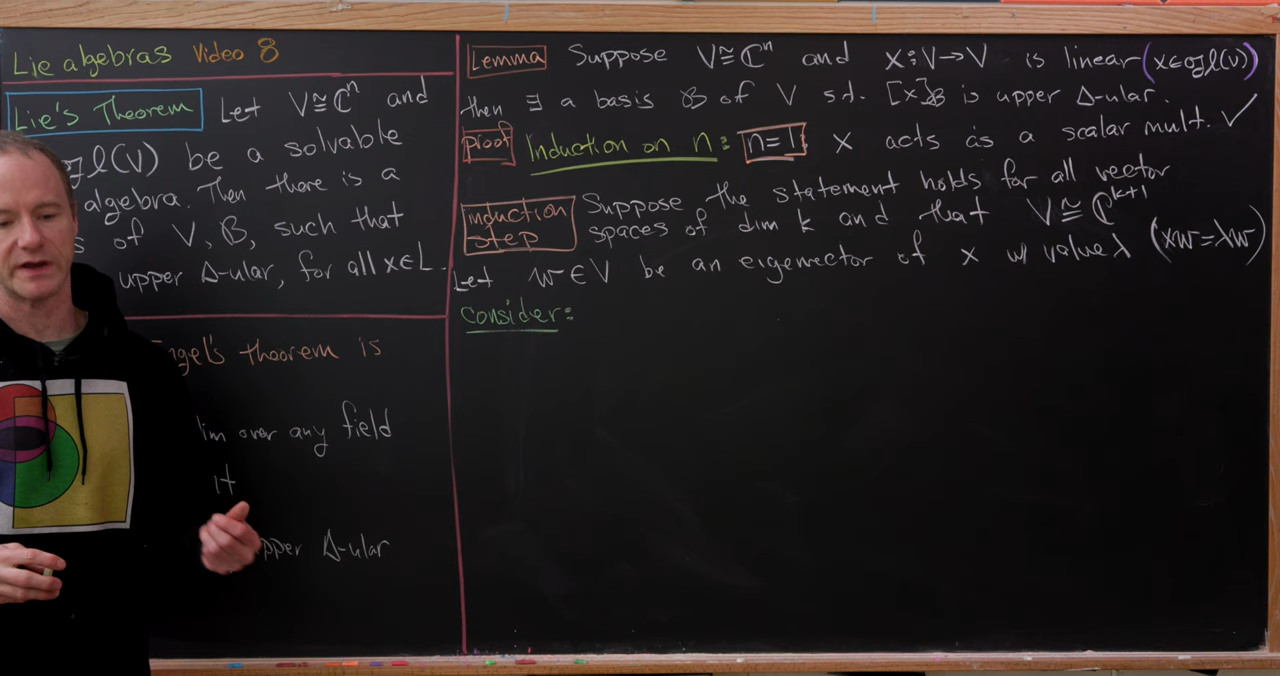 Lie algebras Video 8
Lie's Theorem Let V≅ℂⁿ and
gl(V) be a solvable
algebra. Then there is a
of V, B, such that
upper Δ-ular, for all x∈L.
theorem is
over any field
it
Δ-ular
Lemma Suppose V≅ℂⁿ and x:V→V is linear (x∈gl(V))
then ∃ a basis B of V s.t. [x]_B is upper Δ-ular.
Proof Induction on n: n=1: x acts as a scalar mult. ✓
induction step Suppose the statement holds for all vector
spaces of dim k and that V≅ℂᵏ⁺¹
Let w∈V be an eigenvector of x w/ value λ (xw=λw)
consider: